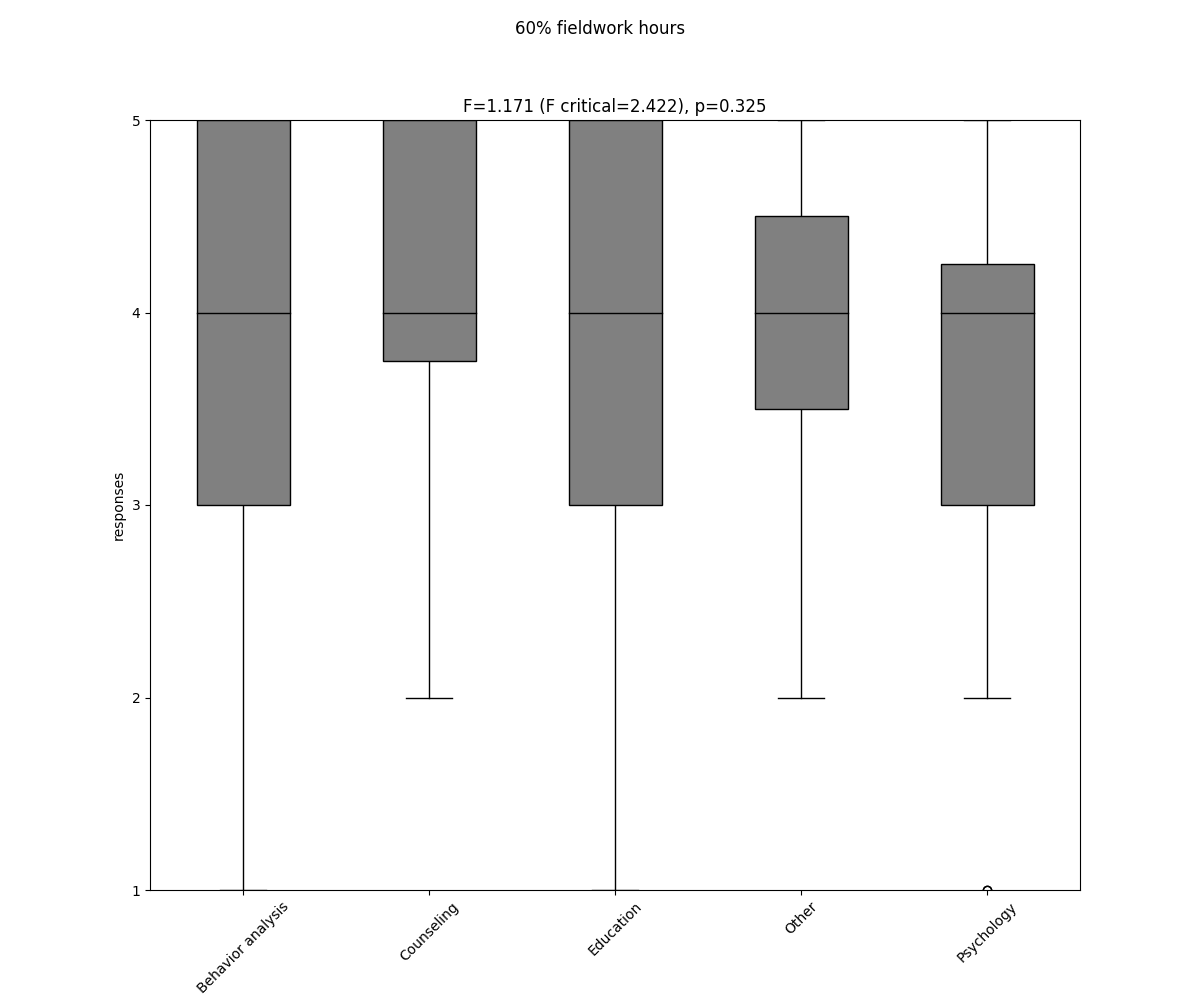 60% fieldwork hours
F=1.171 (F critical=2.422), p=0.325
5
4
3
2
1
responses
Behavior analysis
Counseling
Education
Other
Psychology